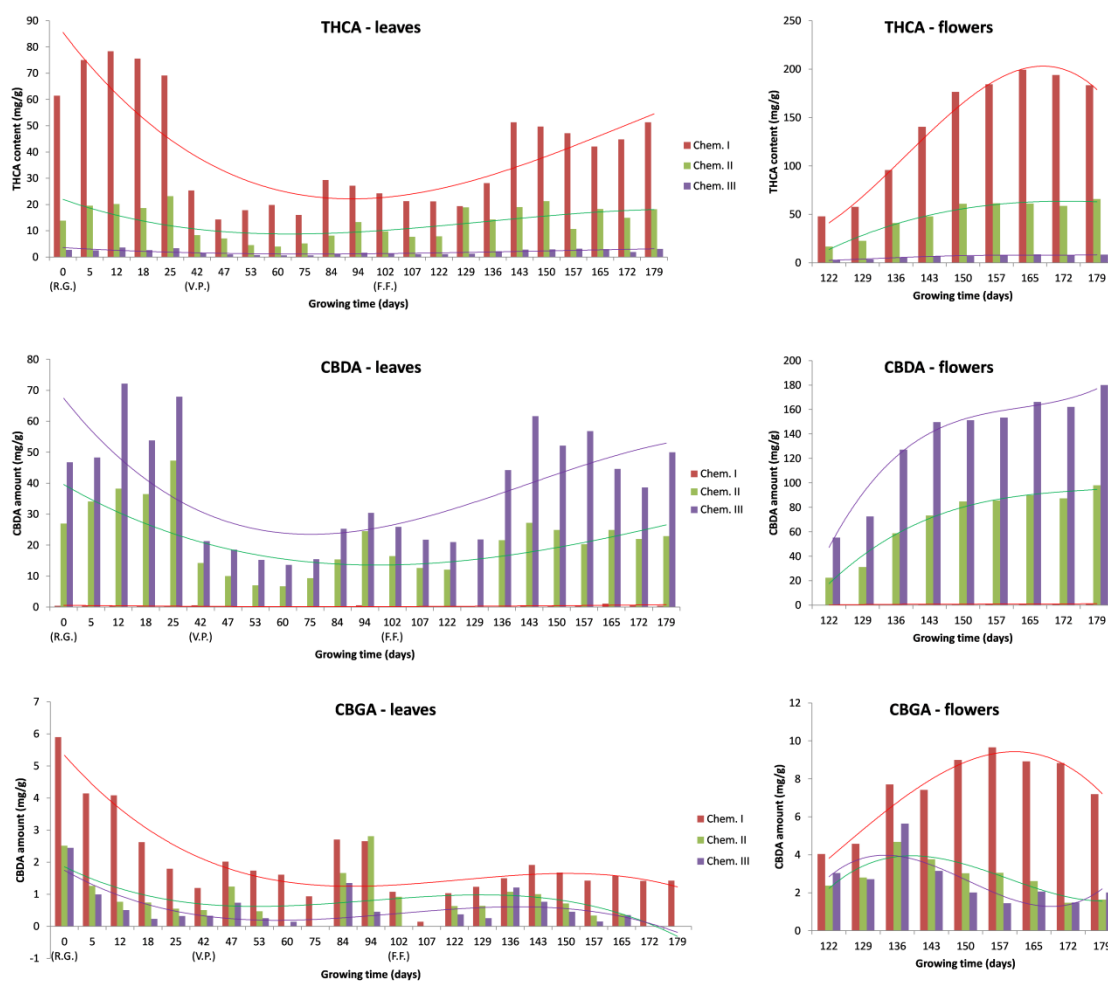 THCA - leaves
THCA content (mg/g)
90
80
70
60
50
40
30
20
10
0
0 5 12 18 25 42 47 53 60 75 84 94 102 107 122 129 136 143 150 157 165 172 179
(R.G.) (V.P.) (F.F.)
Growing time (days)
Chem. I
Chem. II
Chem. III
THCA - flowers
THCA content (mg/g)
250
200
150
100
50
0
122 129 136 143 150 157 165 172 179
Growing time (days)
CBDA - leaves
CBDA amount (mg/g)
80
70
60
50
40
30
20
10
0
0 5 12 18 25 42 47 53 60 75 84 94 102 107 122 129 136 143 150 157 165 172 179
(R.G.) (V.P.) (F.F.)
Growing time (days)
Chem. I
Chem. II
Chem. III
CBDA - flowers
CBDA amount (mg/g)
200
180
160
140
120
100
80
60
40
20
0
122 129 136 143 150 157 165 172 179
Growing time (days)
CBGA - leaves
CBDA amount (mg/g)
7
6
5
4
3
2
1
0
-1
0 5 12 18 25 42 47 53 60 75 84 94 102 107 122 129 136 143 150 157 165 172 179
(R.G.) (V.P.) (F.F.)
Growing time (days)
Chem. I
Chem. II
Chem. III
CBGA - flowers
CBDA amount (mg/g)
12
10
8
6
4
2
0
122 129 136 143 150 157 165 172 179
Growing time (days)